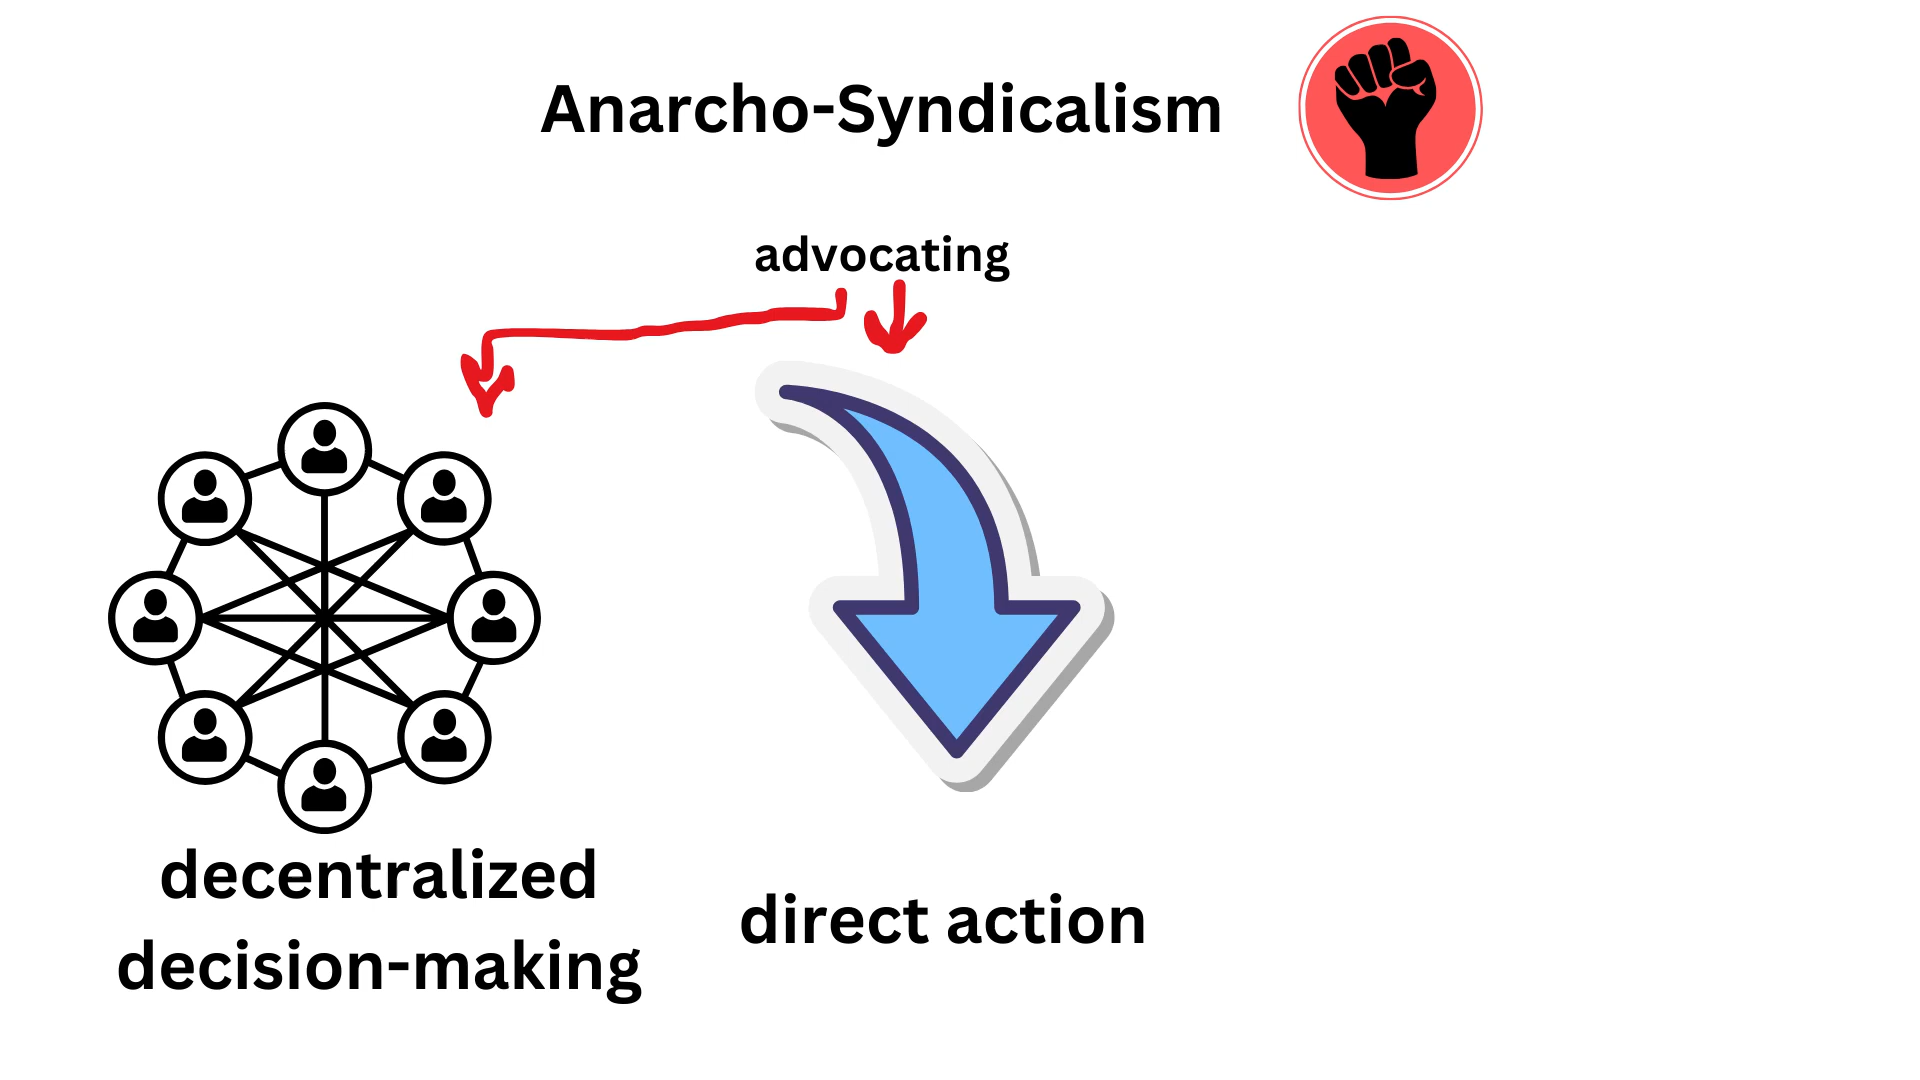 Anarcho-Syndicalism
advocating
decentralized
decision-making
direct action